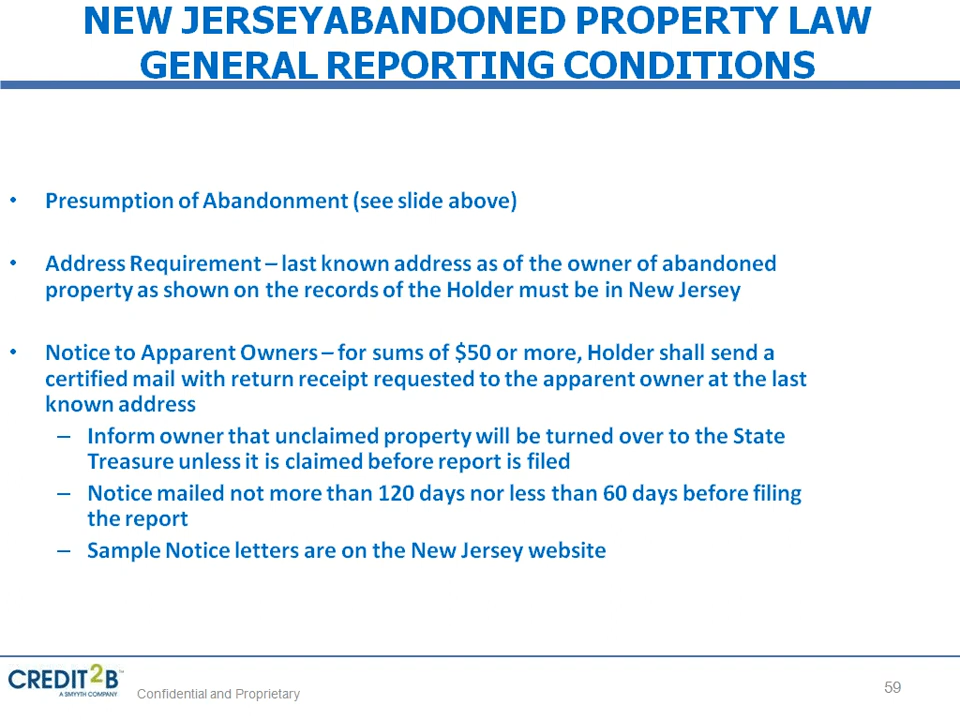 NEW JERSEYABANDONED PROPERTY LAW
GENERAL REPORTING CONDITIONS
• Presumption of Abandonment (see slide above)
• Address Requirement – last known address as of the owner of abandoned
property as shown on the records of the Holder must be in New Jersey
• Notice to Apparent Owners – for sums of $50 or more, Holder shall send a
certified mail with return receipt requested to the apparent owner at the last
known address
– Inform owner that unclaimed property will be turned over to the State
Treasure unless it is claimed before report is filed
– Notice mailed not more than 120 days nor less than 60 days before filing
the report
– Sample Notice letters are on the New Jersey website
CREDIT2B™
A SMYYTH COMPANY
Confidential and Proprietary
59